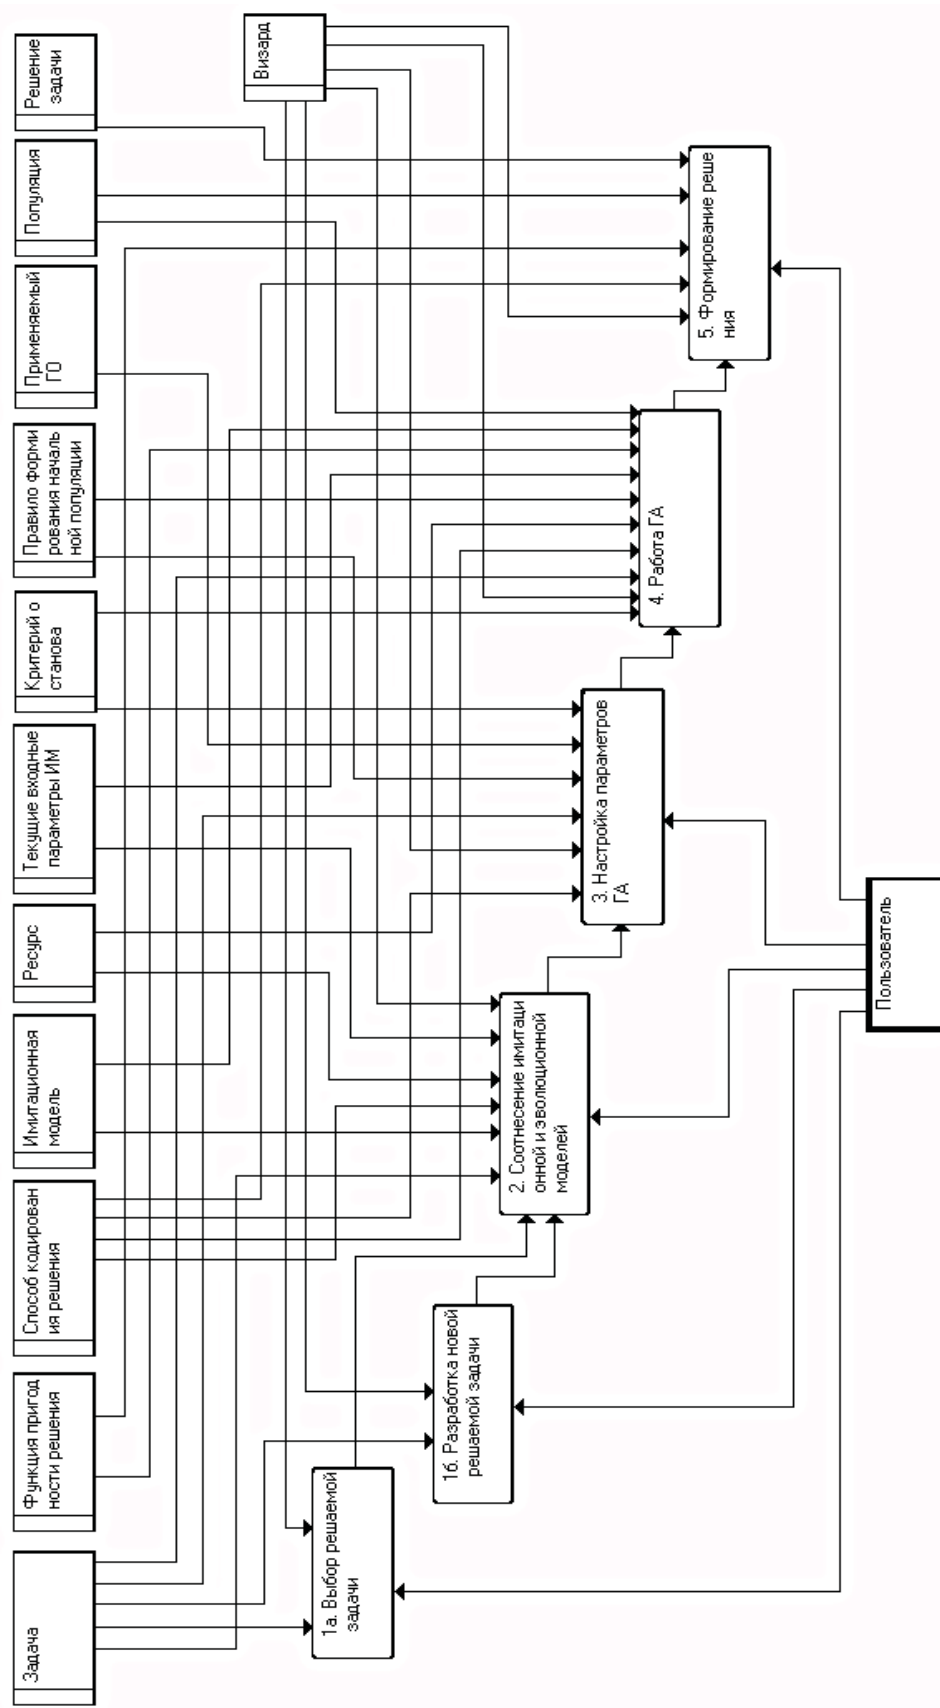 Задача
Функция пригод
ности решения
Способ кодирован
ия решения
Имитационная
модель
Ресурс
Текущие входные
параметры ИМ
Критерий о
станова
Правило форми
рования началь
ной популяции
Применяемый
ГО
Популяция
Решение
задачи
Визард
1а. Выбор решаемой
задачи
1б. Разработка новой
решаемой задачи
2. Соотнесение имитаци
онной и эволюционной
моделей
3. Настройка параметров
ГА
4. Работа ГА
5. Формирование реше
ния
Пользователь